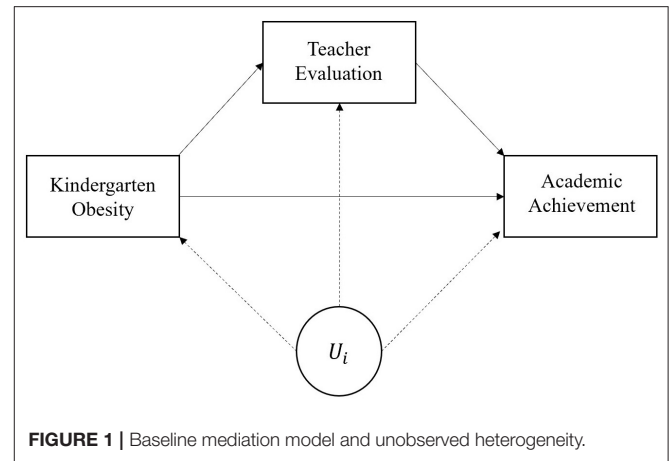 Teacher
Evaluation
Kindergarten
Obesity
Academic
Achievement
U_i
FIGURE 1 | Baseline mediation model and unobserved heterogeneity.